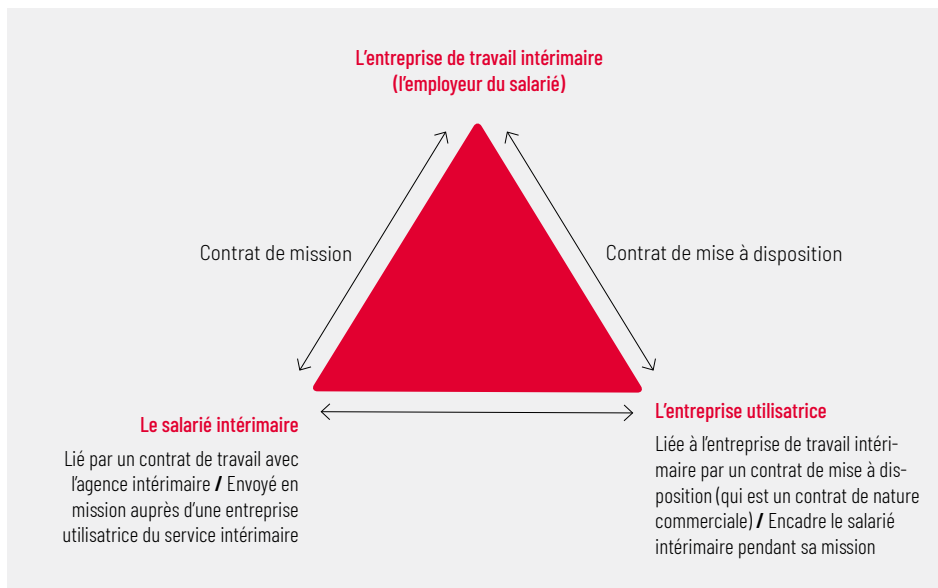 L'entreprise de travail intérimaire
(l'employeur du salarié)
Contrat de mission
Contrat de mise à disposition
Le salarié intérimaire
Lié par un contrat de travail avec
l'agence intérimaire / Envoyé en
mission auprès d'une entreprise
utilisatrice du service intérimaire
L'entreprise utilisatrice
Liée à l'entreprise de travail intéri-
maire par un contrat de mise à dis-
position (qui est un contrat de nature
commerciale) / Encadre le salarié
intérimaire pendant sa mission